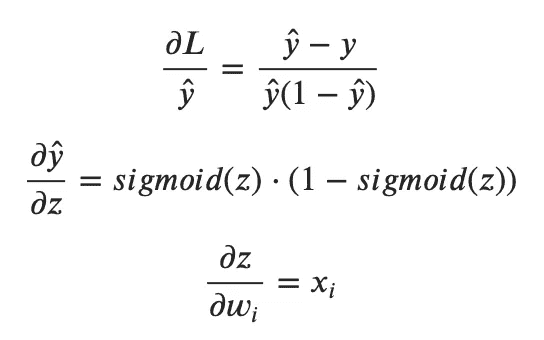 ∂L/ŷ = (ŷ − y)/(ŷ(1 − ŷ))
∂ŷ/∂z = sigmoid(z) · (1 − sigmoid(z))
∂z/∂wᵢ = xᵢ